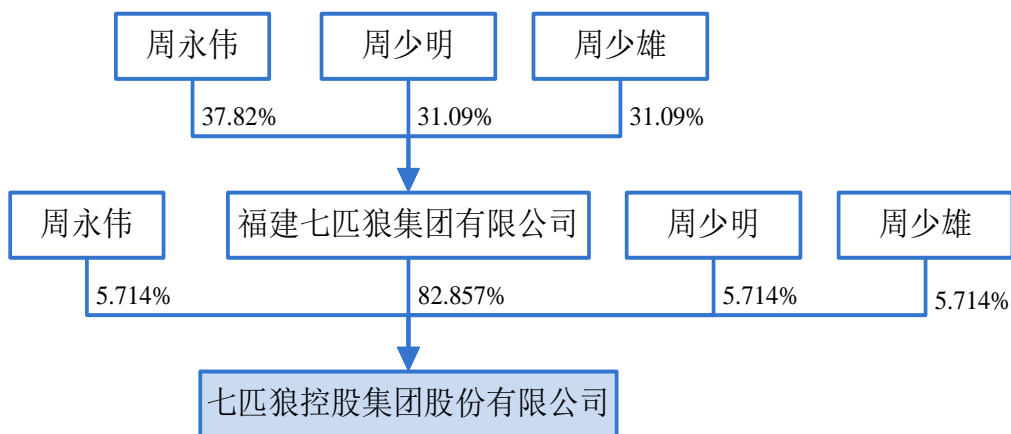 周永伟
周少明
周少雄
37.82%
31.09%
31.09%
周永伟
福建七匹狼集团有限公司
周少明
周少雄
5.714%
82.857%
5.714%
5.714%
七匹狼控股集团股份有限公司